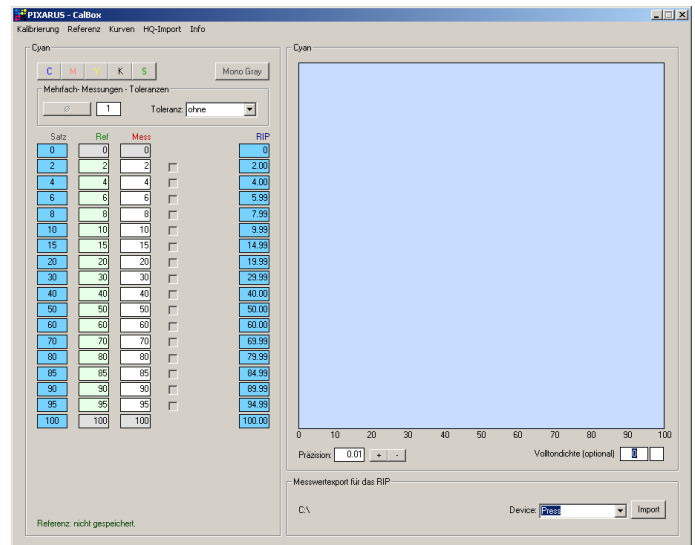 PIXARUS - CalBox
Kalibrierung Referenz Kurven HQ-Import Info
Cyan
C M Y K S Mono Gray
Mehrfach- Messungen - Toleranzen
1 Toleranz: ohne
Satz Ref Mess RIP
0 0 0 0
2 2 2 2.00
4 4 4 4.00
6 6 6 5.99
8 8 8 7.99
10 10 10 9.99
15 15 15 14.99
20 20 20 19.99
30 30 30 29.99
40 40 40 40.00
50 50 50 50.00
60 60 60 60.00
70 70 70 69.99
80 80 80 79.99
85 85 85 84.99
90 90 90 89.99
95 95 95 94.99
100 100 100 100.00
Referenz: nicht gespeichert.
Cyan
0 10 20 30 40 50 60 70 80 90 100
Präzision: 0.01 + - Volltondichte (optional) 0
Messwertexport für das RIP
C:\ Device: Press Import